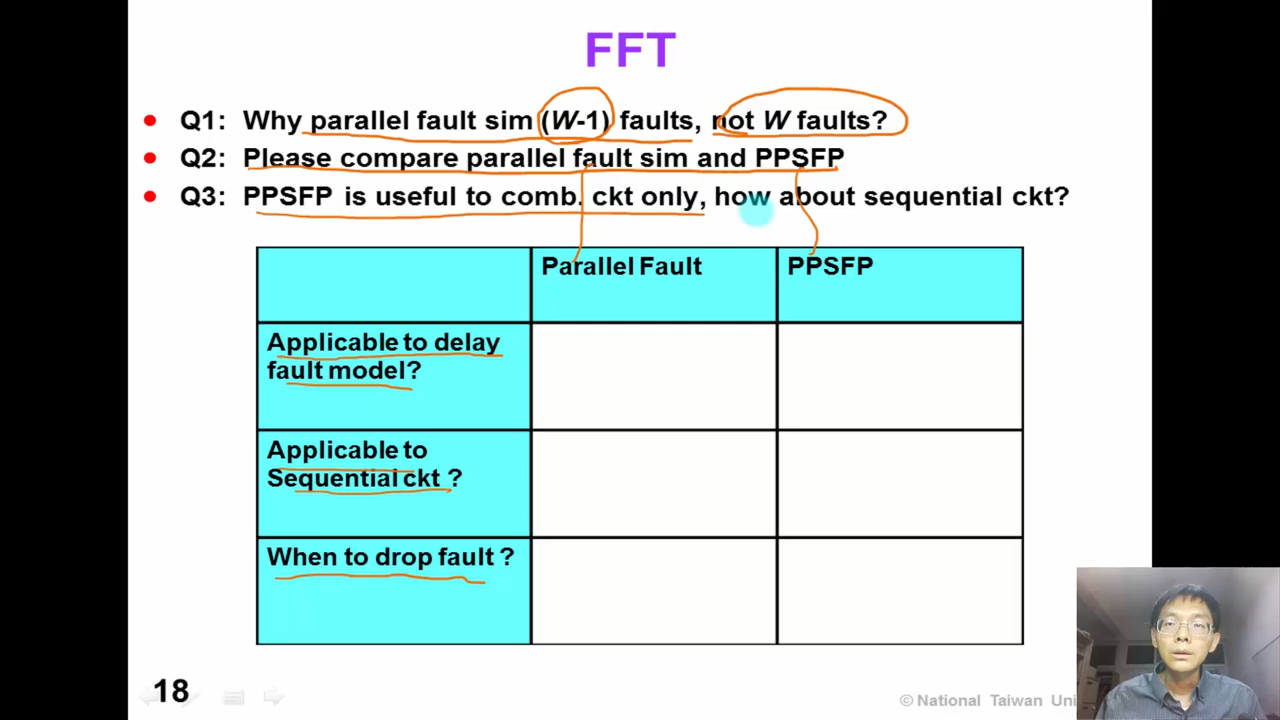 FFT
• Q1: Why parallel fault sim (W-1) faults, not W faults?
• Q2: Please compare parallel fault sim and PPSFP
• Q3: PPSFP is useful to comb. ckt only, how about sequential ckt?
Parallel Fault
PPSFP
Applicable to delay
fault model?
Applicable to
Sequential ckt ?
When to drop fault ?
18
© National Taiwan